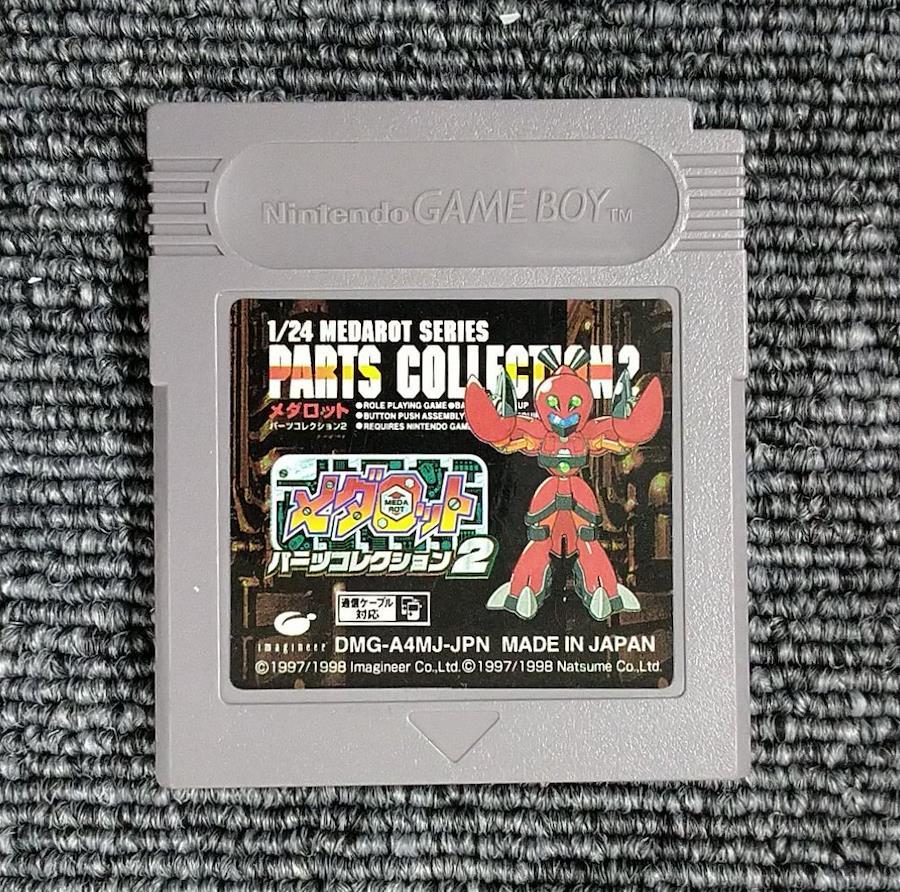 Nintendo GAME BOY TM
1/24 MEDAROT SERIES
PARTS COLLECTION 2
メダロット
パーツコレクション2
●ROLE PLAYING GAME
●BUTTON PUSH ASSEMBLY
●REQUIRES NINTENDO
メダロット
MEDA
ROT
パーツコレクション2
通信ケーブル
対応
imagineer DMG-A4MJ-JPN MADE IN JAPAN
©1997/1998 Imagineer Co.,Ltd.©1997/1998 Natsume Co.,Ltd.